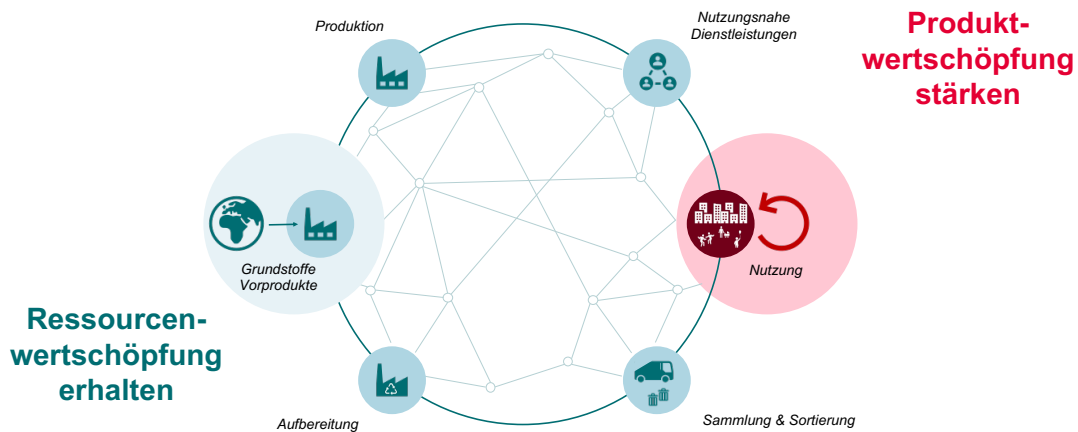 Produktion
Nutzungsnahe
Dienstleistungen
Produkt-
wertschöpfung
stärken
Grundstoffe
Vorprodukte
Nutzung
Ressourcen-
wertschöpfung
erhalten
Aufbereitung
Sammlung & Sortierung